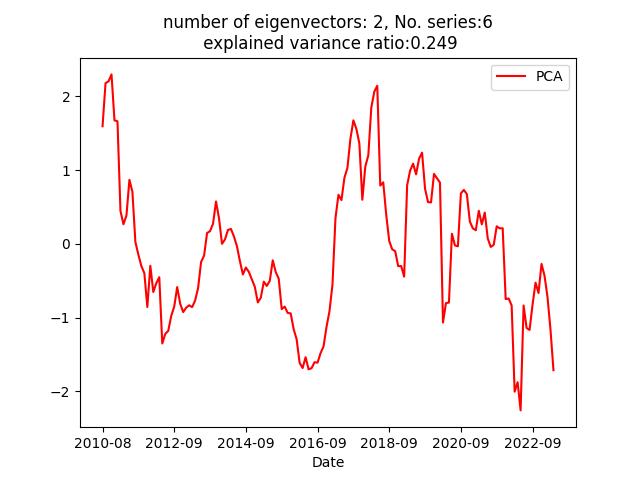 number of eigenvectors: 2, No. series:6
explained variance ratio:0.249
PCA
2
1
0
−1
−2
2010-08 2012-09 2014-09 2016-09 2018-09 2020-09 2022-09
Date